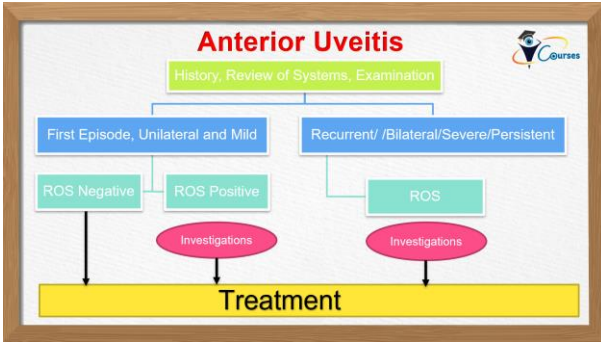 Anterior Uveitis
Courses
History, Review of Systems, Examination
First Episode, Unilateral and Mild
Recurrent/ /Bilateral/Severe/Persistent
ROS Negative
ROS Positive
ROS
Investigations
Investigations
Treatment